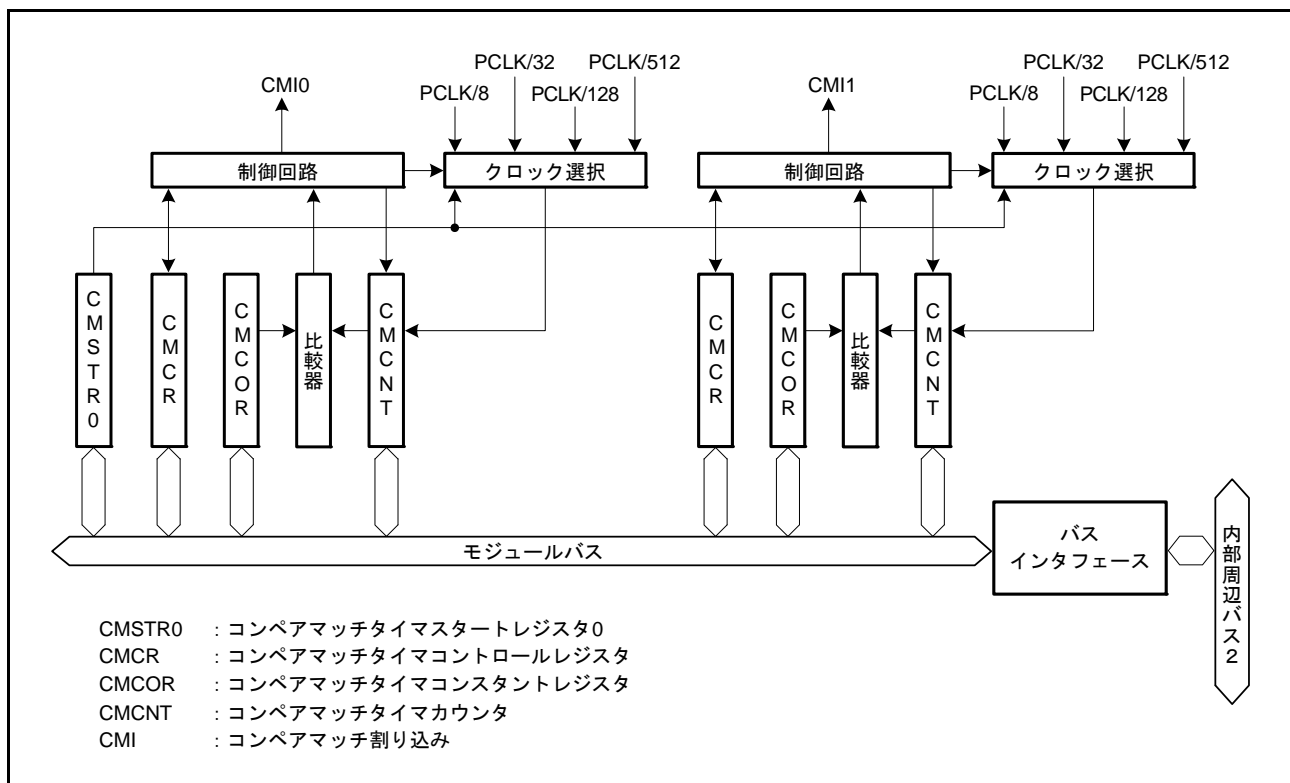 PCLK/32
PCLK/512
CMI0
PCLK/8
PCLK/128
制御回路
クロック選択
PCLK/32
PCLK/512
CMI1
PCLK/8
PCLK/128
制御回路
クロック選択
CMSTR0
CMCR
CMCOR
比較器
CMCNT
CMCR
CMCOR
比較器
CMCNT
モジュールバス
バス
インタフェース
内部周辺バス2
CMSTR0 : コンペアマッチタイマスタートレジスタ0
CMCR : コンペアマッチタイマコントロールレジスタ
CMCOR : コンペアマッチタイマコンスタントレジスタ
CMCNT : コンペアマッチタイマカウンタ
CMI : コンペアマッチ割り込み